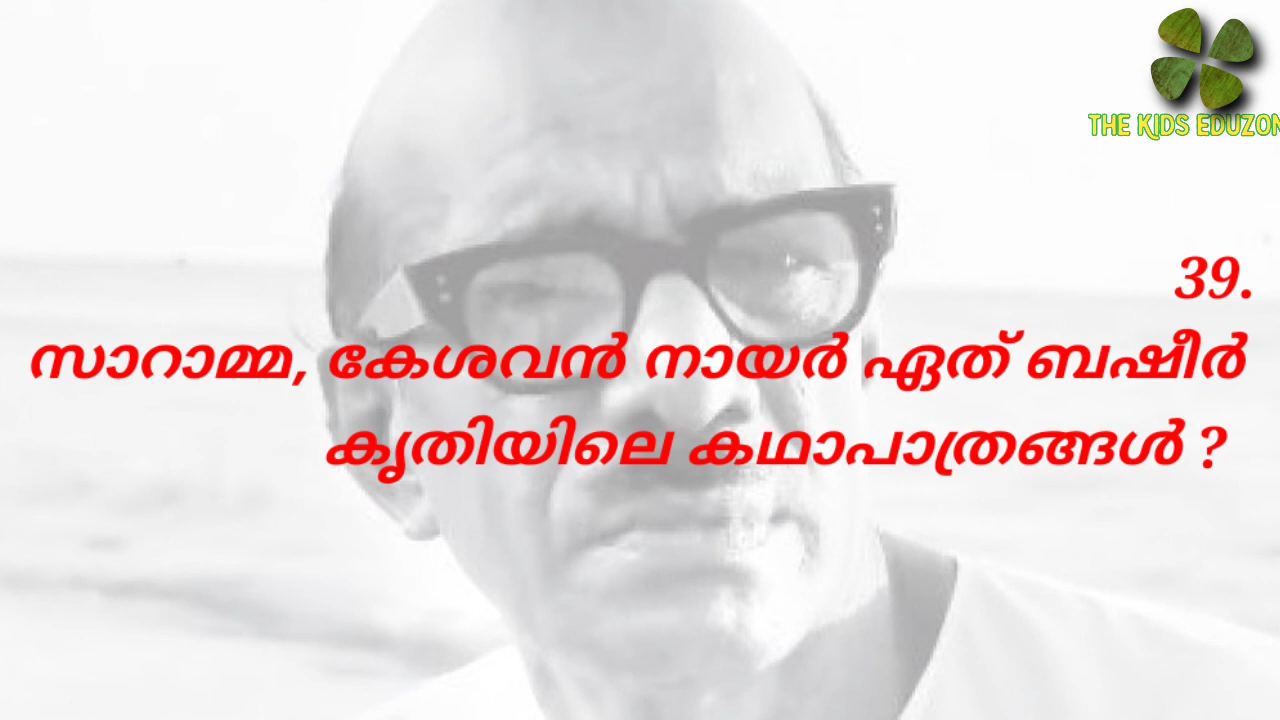 THE KIDS EDUZON
39.
സാറാമ്മ, കേശവൻ നായർ ഏത് ബഷീർ
കൃതിയിലെ കഥാപാത്രങ്ങൾ ?